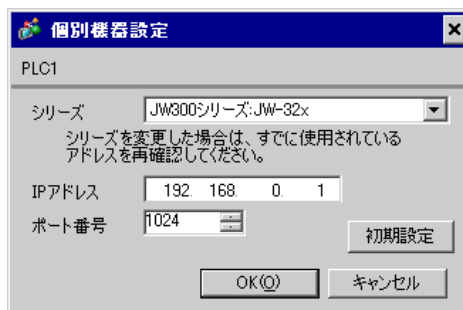 個別機器設定
PLC1
シリーズ JW300シリーズ:JW-32x
シリーズを変更した場合は、すでに使用されている
アドレスを再確認してください。
IPアドレス 192. 168. 0. 1
ポート番号 1024
初期設定
OK(O) キャンセル